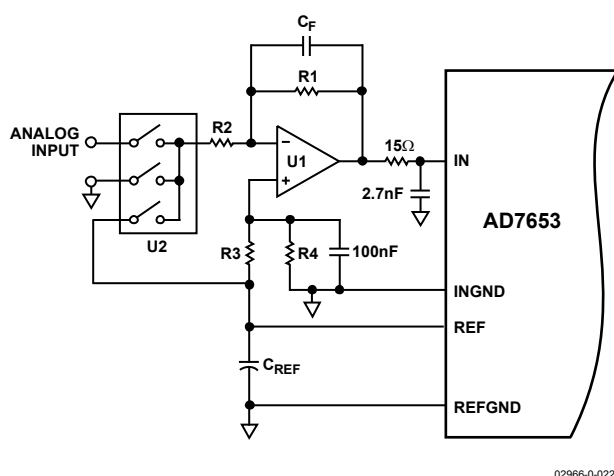 CF
R1
ANALOG
INPUT
R2
U1
−
+
15Ω
IN
2.7nF
U2
AD7653
R3
R4
100nF
INGND
REF
CREF
REFGND
02966-0-022